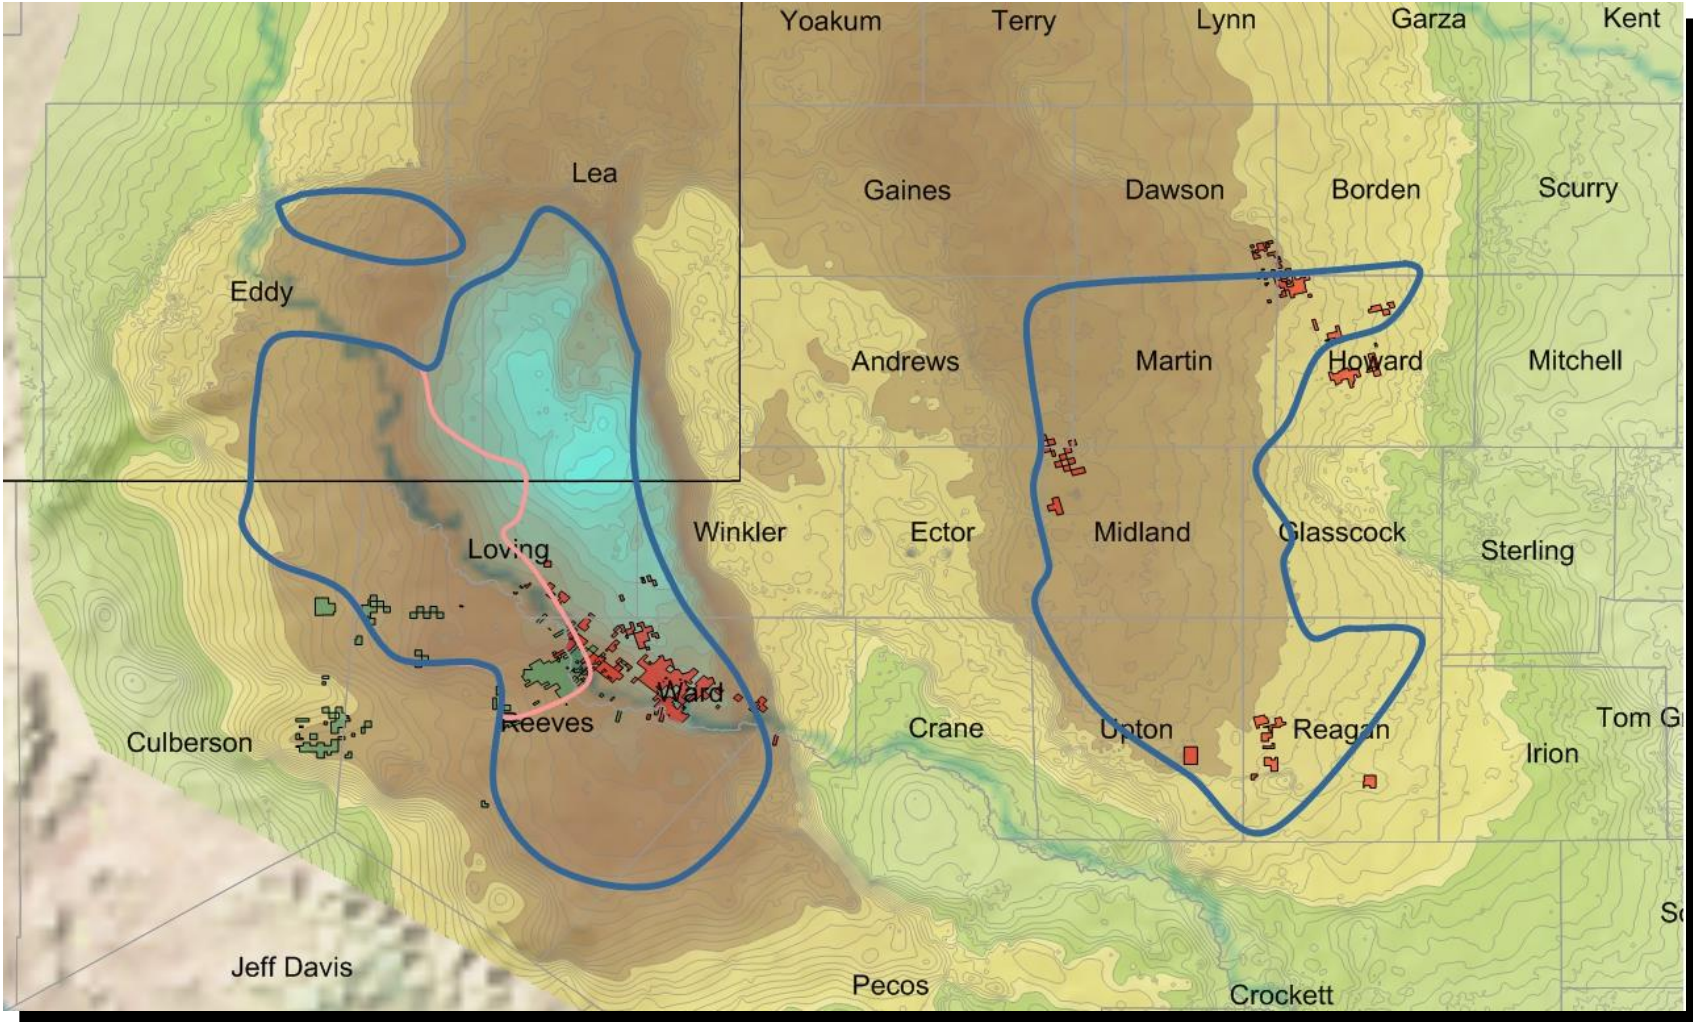 Yoakum
Terry
Lynn
Garza
Kent
Lea
Gaines
Dawson
Borden
Scurry
Eddy
Andrews
Martin
Howard
Mitchell
Loving
Winkler
Ector
Midland
Glasscock
Sterling
Ward
Culberson
Reeves
Crane
Upton
Reagan
Irion
Tom G
Jeff Davis
Pecos
Crockett
Sc